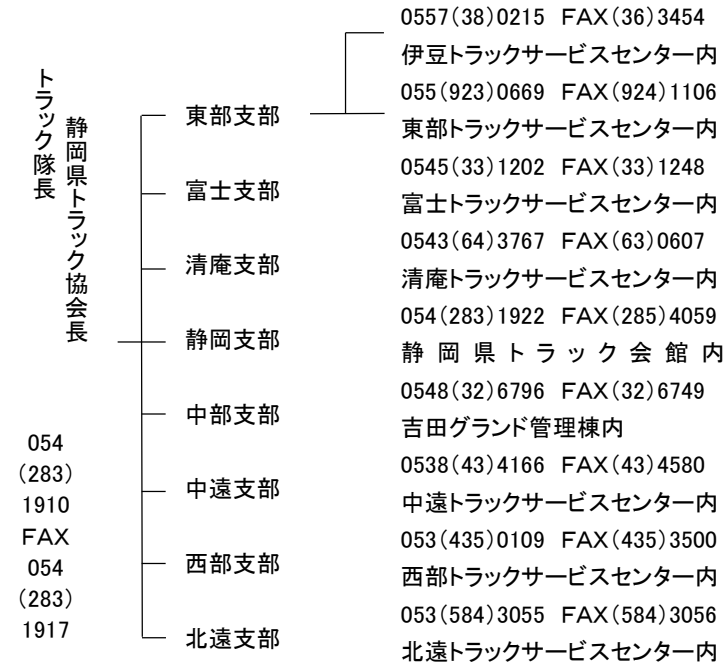 トラック隊長
静岡県トラック協会長
054
(283)
1910
FAX
054
(283)
1917
東部支部
富士支部
清庵支部
静岡支部
中部支部
中遠支部
西部支部
北遠支部
0557(38)0215 FAX(36)3454
伊豆トラックサービスセンター内
055(923)0669 FAX(924)1106
東部トラックサービスセンター内
0545(33)1202 FAX(33)1248
富士トラックサービスセンター内
0543(64)3767 FAX(63)0607
清庵トラックサービスセンター内
054(283)1922 FAX(285)4059
静岡県トラック会館内
0548(32)6796 FAX(32)6749
吉田グランド管理棟内
0538(43)4166 FAX(43)4580
中遠トラックサービスセンター内
053(435)0109 FAX(435)3500
西部トラックサービスセンター内
053(584)3055 FAX(584)3056
北遠トラックサービスセンター内